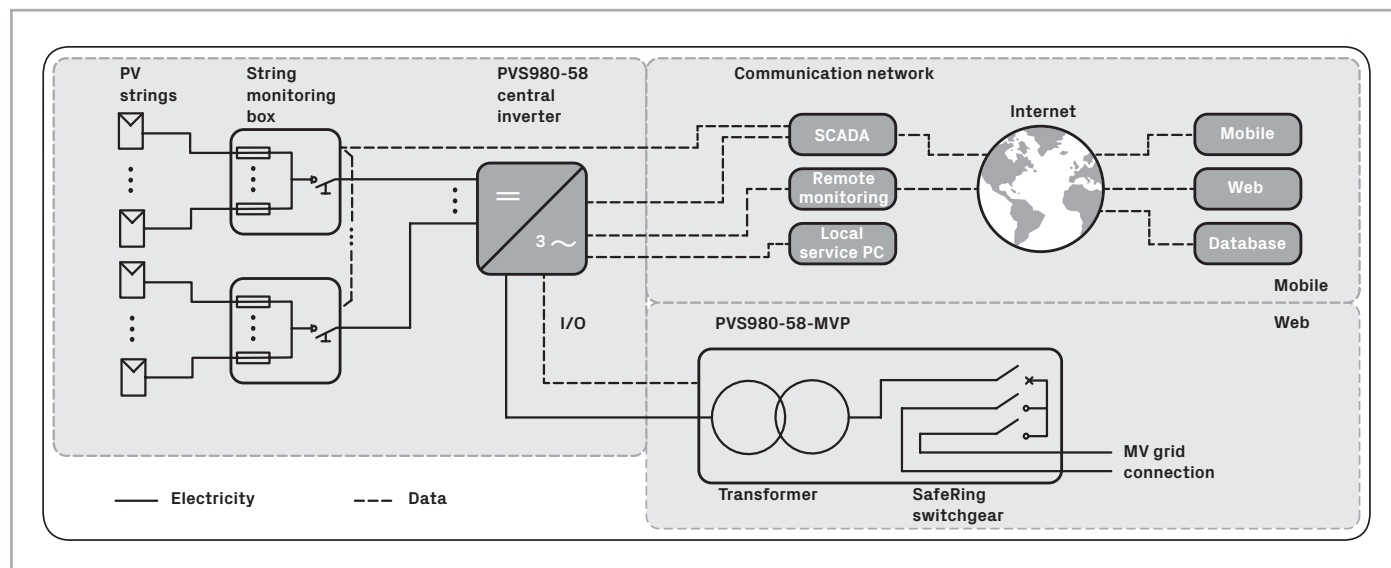 PV
strings
String
monitoring
box
PVS980-58
central
inverter
3
I/O
Communication network
SCADA
Remote
monitoring
Local
service PC
Internet
Mobile
Web
Database
Mobile
PVS980-58-MVP
Web
MV grid
connection
Transformer
SafeRing
switchgear
Electricity
Data